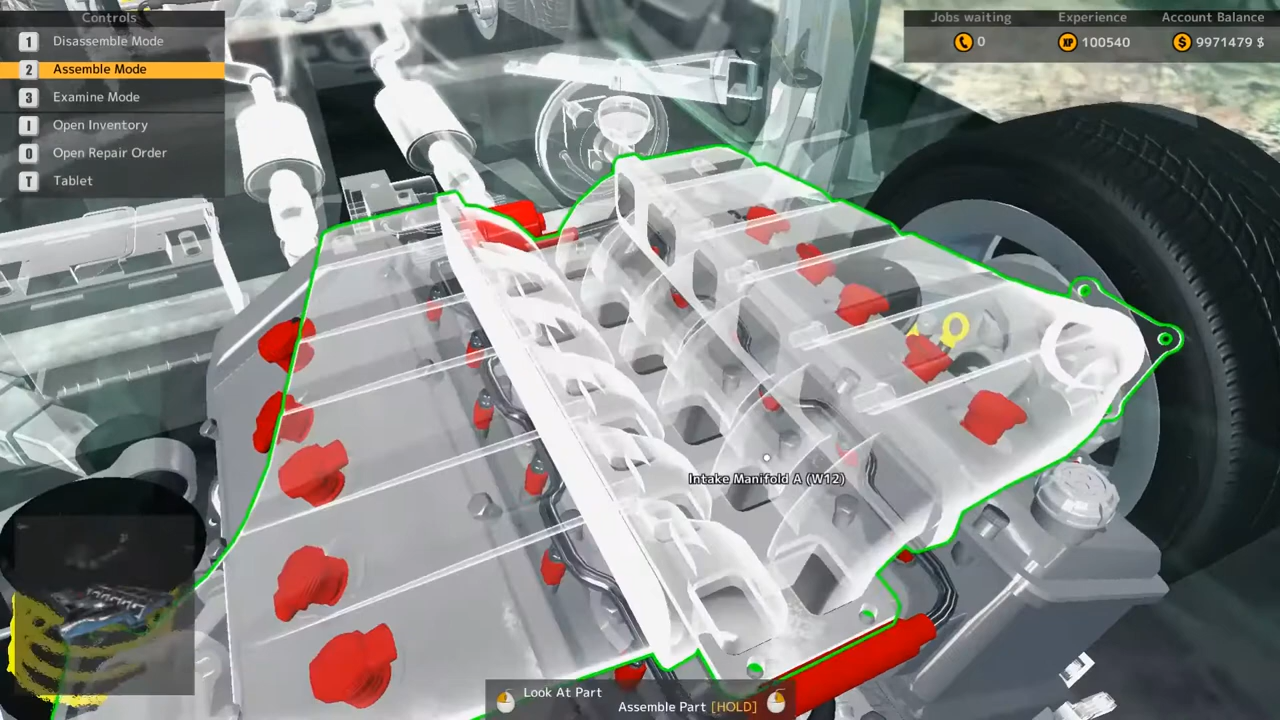 Controls
1 Disassemble Mode
2 Assemble Mode
3 Examine Mode
I Open Inventory
O Open Repair Order
T Tablet
Jobs waiting Experience Account Balance
0 XP 100540 $ 9971479 $
Intake Manifold A (W12)
Look At Part
Assemble Part [HOLD]